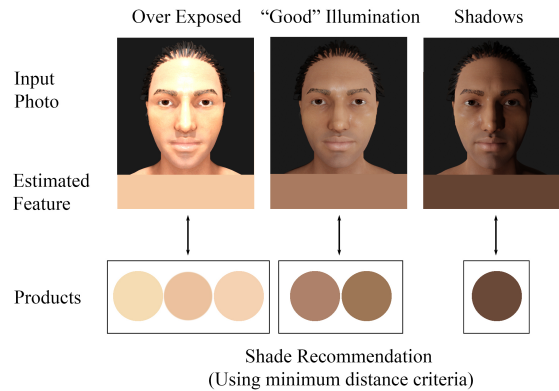 Over Exposed
“Good” Illumination
Shadows
Input
Photo
Estimated
Feature
Products
Shade Recommendation
(Using minimum distance criteria)